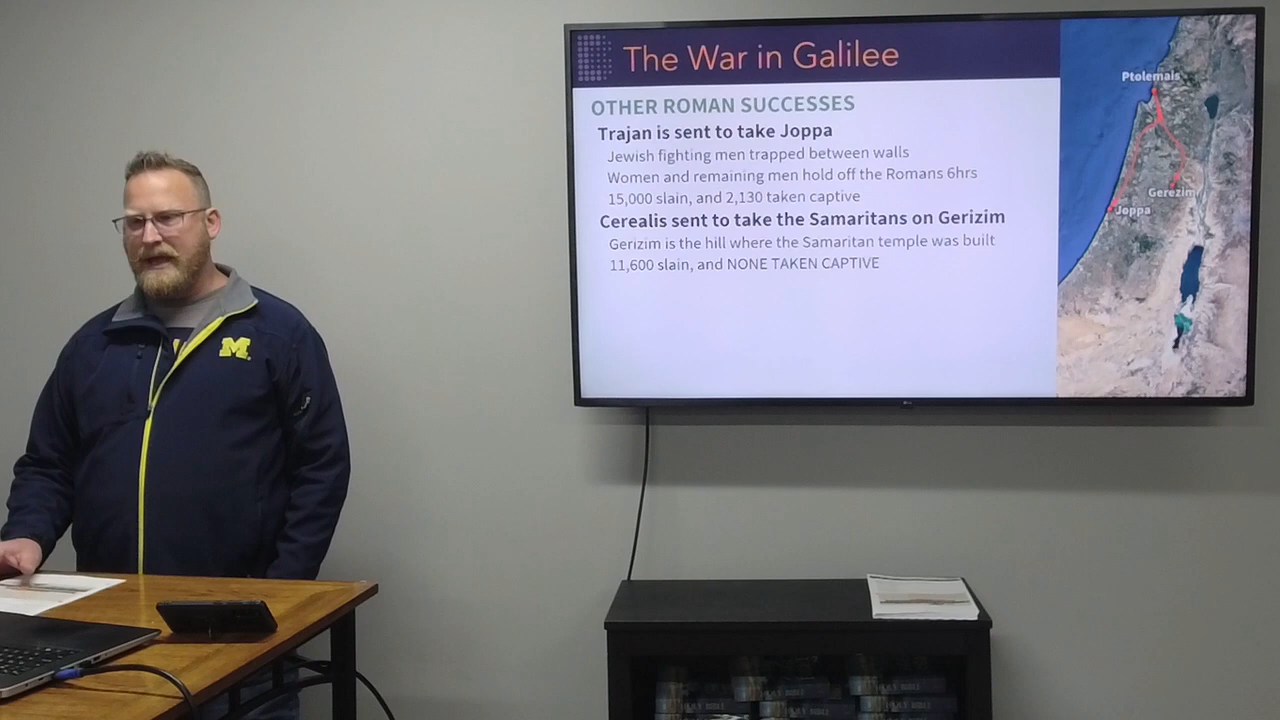 The War in Galilee
OTHER ROMAN SUCCESSES
Trajan is sent to take Joppa
Jewish fighting men trapped between walls
Women and remaining men hold off the Romans 6hrs
15,000 slain, and 2,130 taken captive
Cerealis sent to take the Samaritans on Gerizim
Gerizim is the hill where the Samaritan temple was built
11,600 slain, and NONE TAKEN CAPTIVE
Ptolemais
Gerezim
Joppa
M
LG